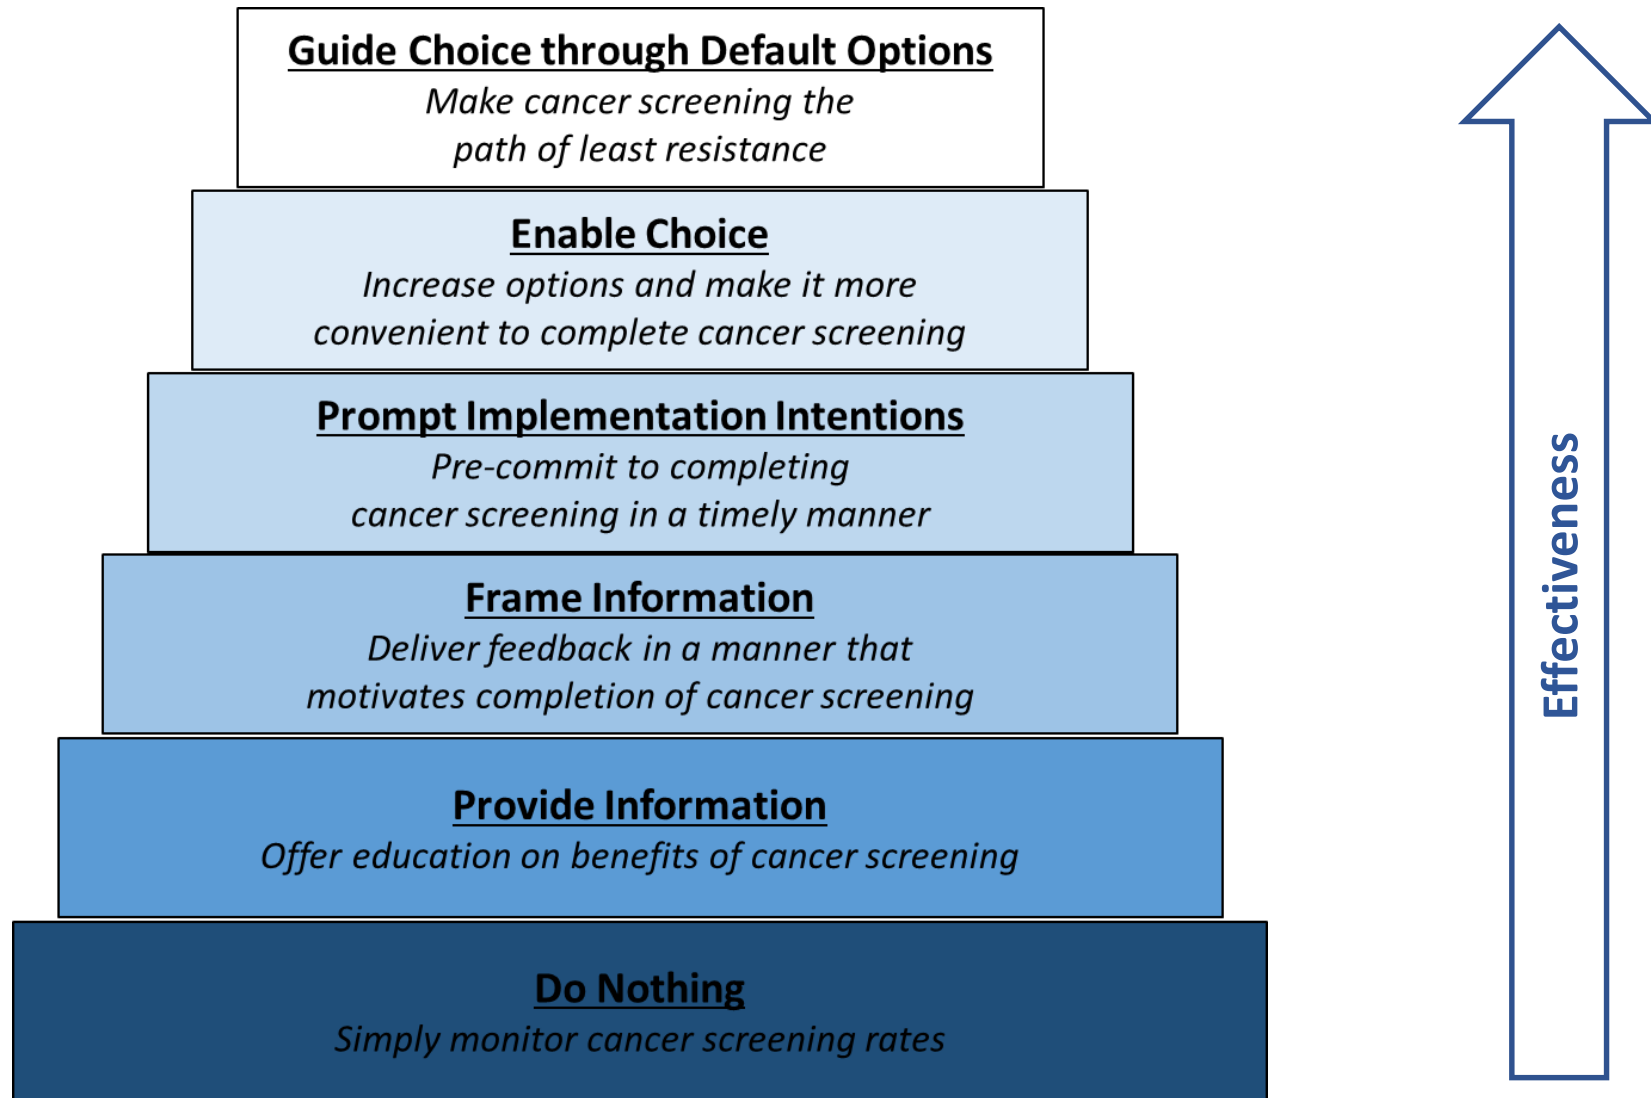 Guide Choice through Default Options
Make cancer screening the
path of least resistance
Enable Choice
Increase options and make it more
convenient to complete cancer screening
Prompt Implementation Intentions
Pre-commit to completing
cancer screening in a timely manner
Frame Information
Deliver feedback in a manner that
motivates completion of cancer screening
Provide Information
Offer education on benefits of cancer screening
Do Nothing
Simply monitor cancer screening rates
Effectiveness